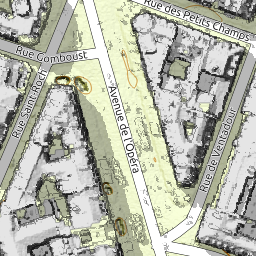 Rue des Petits Champs
Rue Gomboust
Rue Saint-Roch
Avenue de l'Opéra
Rue de Ventadour